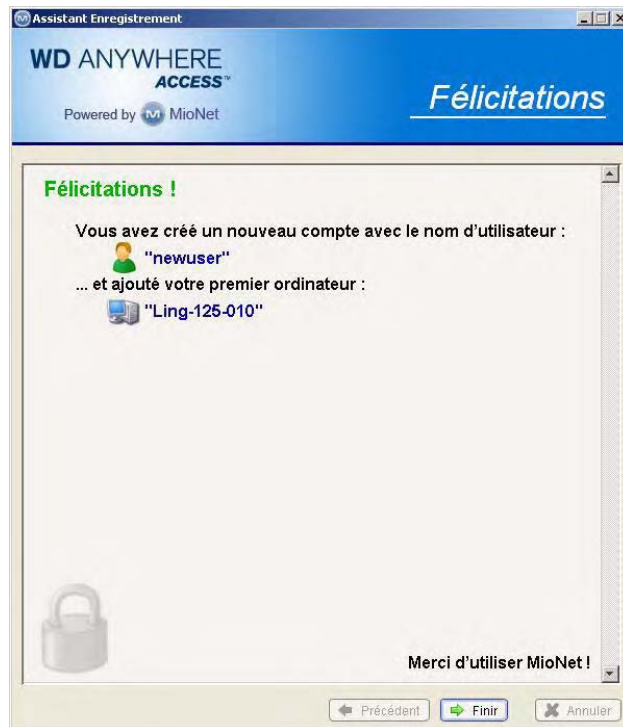 Assistant Enregistrement
WD ANYWHERE
ACCESS™
Powered by M MioNet
Félicitations
Félicitations !
Vous avez créé un nouveau compte avec le nom d'utilisateur :
"newuser"
... et ajouté votre premier ordinateur :
"Ling-125-010"
Merci d'utiliser MioNet !
Précédent
Finir
Annuler